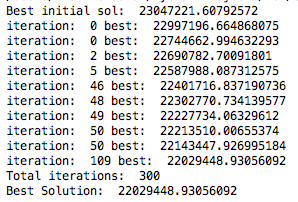 Best initial sol:  23047221.60792572
iteration:  0 best:  22997196.664868075
iteration:  0 best:  22744662.994632293
iteration:  2 best:  22690782.70091801
iteration:  5 best:  22587988.087312575
iteration:  46 best:  22401716.837190736
iteration:  48 best:  22302770.734139577
iteration:  49 best:  22227734.06329612
iteration:  50 best:  22213510.00655374
iteration:  50 best:  22143447.926995184
iteration:  109 best:  22029448.93056092
Total iterations:  300
Best Solution:  22029448.93056092